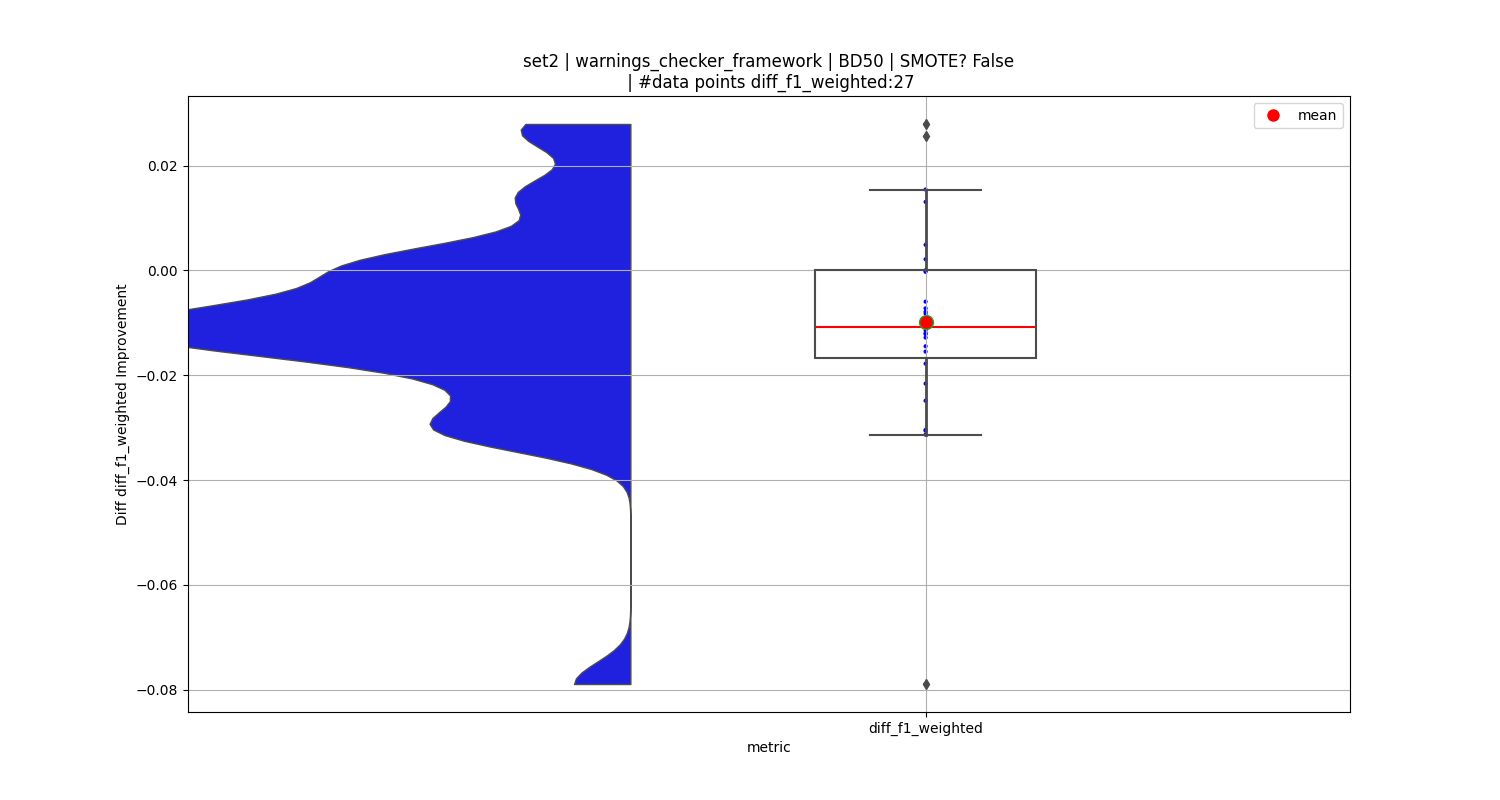 set2 | warnings_checker_framework | BD50 | SMOTE? False
| #data points diff_f1_weighted:27
mean
0.02
0.00
−0.02
−0.04
−0.06
−0.08
Diff diff_f1_weighted Improvement
diff_f1_weighted
metric